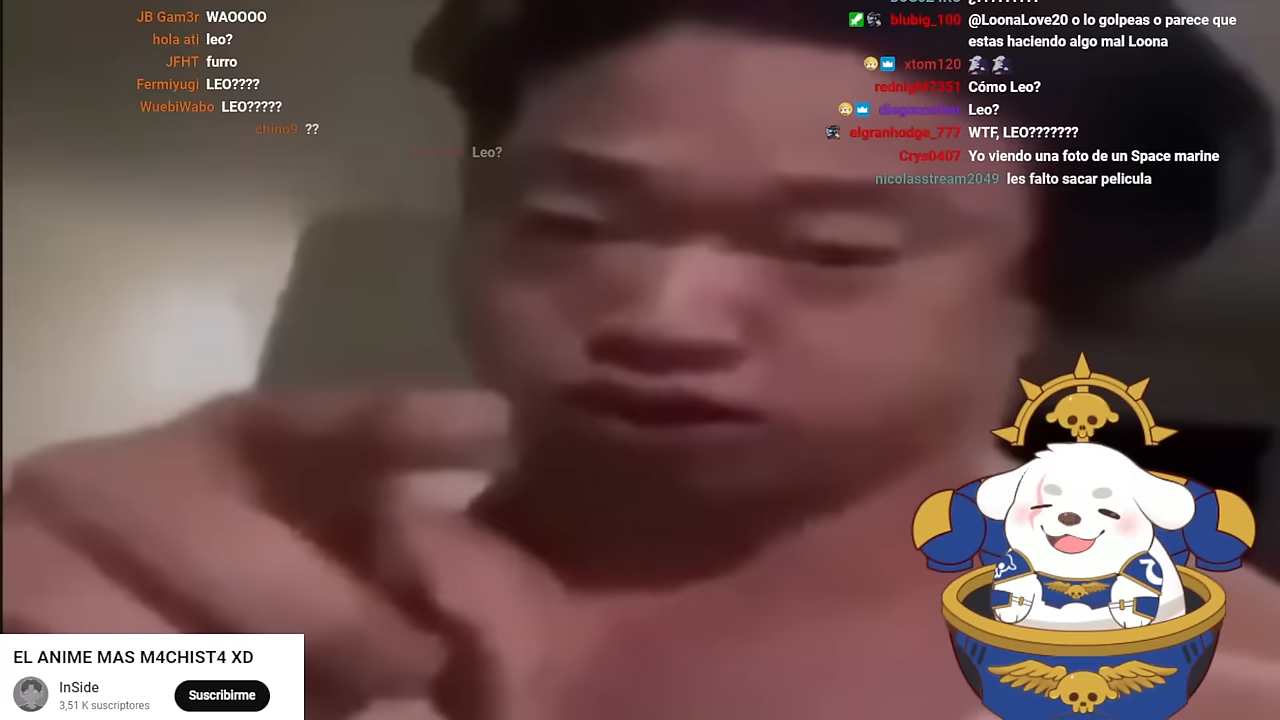 JB Gam3r WAOOOO
hola ati leo?
JFHT furro
Fermiyugi LEO????
WuebiWabo LEO?????
chino9 ??
Leo?
blubig_100 @LoonaLove20 o lo golpeas o parece que
estas haciendo algo mal Loona
xtom120
rednight7351 Cómo Leo?
Leo?
elgranhodge_777 WTF, LEO???????
Crys0407 Yo viendo una foto de un Space marine
nicolasstream2049 les falto sacar pelicula
EL ANIME MAS M4CHIST4 XD
InSide
3,51 K suscriptores
Suscribirme